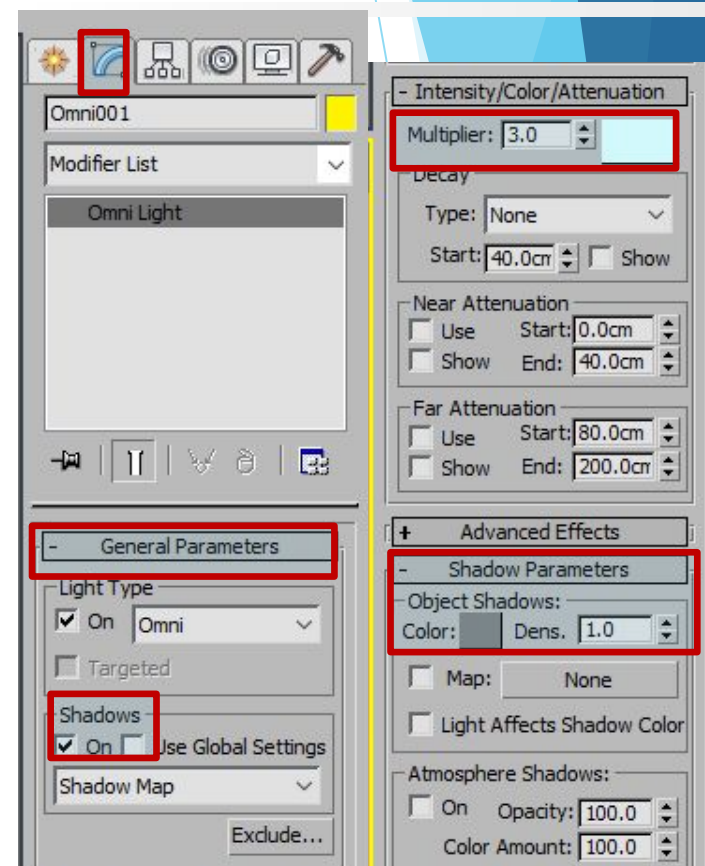 Omni001
Modifier List
Omni Light
- General Parameters
Light Type
On Omni
Targeted
Shadows
On Use Global Settings
Shadow Map
Exclude...
- Intensity/Color/Attenuation
Multiplier: 3.0
Decay
Type: None
Start: 40.0cm Show
Near Attenuation
Use Start: 0.0cm
Show End: 40.0cm
Far Attenuation
Use Start: 80.0cm
Show End: 200.0cm
+ Advanced Effects
- Shadow Parameters
Object Shadows:
Color: Dens. 1.0
Map: None
Light Affects Shadow Color
Atmosphere Shadows:
On Opacity: 100.0
Color Amount: 100.0